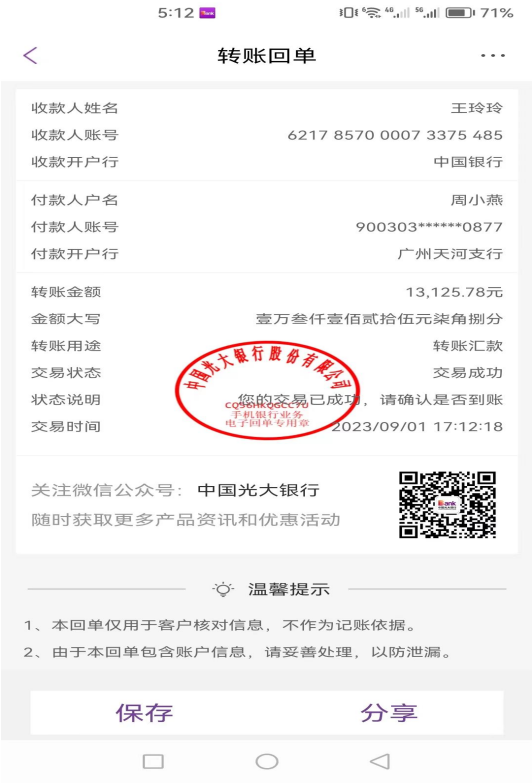 5:12 Bank 6 4G 5G 71%
转账回单
收款人姓名 王玲玲
收款人账号 6217 8570 0007 3375 485
收款开户行 中国银行
付款人户名 周小燕
付款人账号 900303******0877
付款开户行 广州天河支行
转账金额 13,125.78元
金额大写 壹万叁仟壹佰贰拾伍元柒角捌分
转账用途 转账汇款
交易状态 交易成功
状态说明 您的交易已成功，请确认是否到账
交易时间 2023/09/01 17:12:18
中国光大银行股份有限公司
CQ56HKQGCC7U
手机银行业务
电子回单专用章
关注微信公众号：中国光大银行
随时获取更多产品资讯和优惠活动
Bank
温馨提示
1、本回单仅用于客户核对信息，不作为记账依据。
2、由于本回单包含账户信息，请妥善处理，以防泄漏。
保存 分享